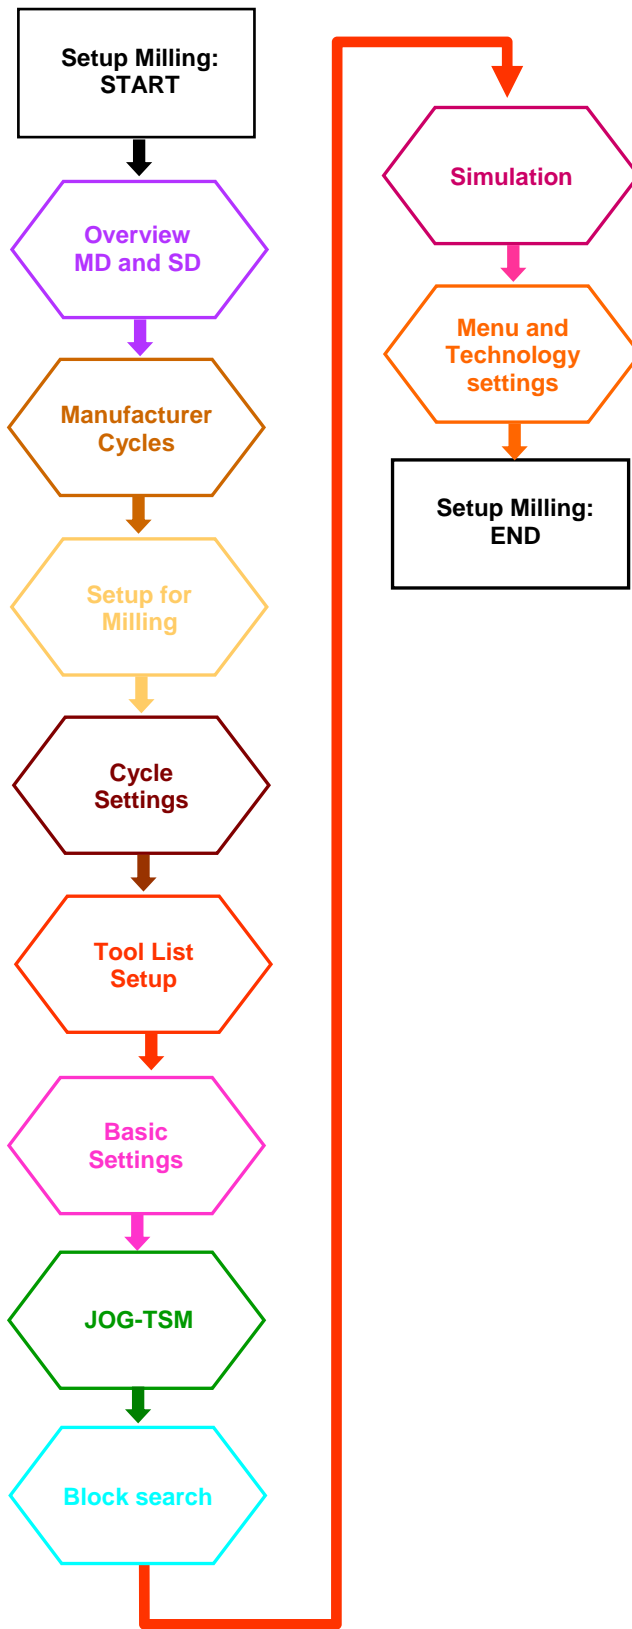 Setup Milling:
START
Overview
MD and SD
Manufacturer
Cycles
Setup for
Milling
Cycle
Settings
Tool List
Setup
Basic
Settings
JOG-TSM
Block search
Simulation
Menu and
Technology
settings
Setup Milling:
END